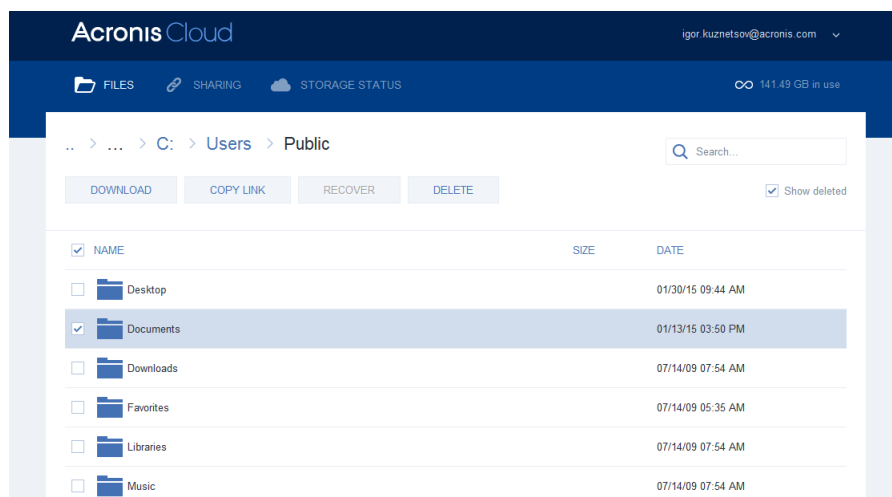 Acronis Cloud
igor.kuznetsov@acronis.com
FILES SHARING STORAGE STATUS 141.49 GB in use
.. > ... > C: > Users > Public
Search...
DOWNLOAD COPY LINK RECOVER DELETE Show deleted
NAME SIZE DATE
Desktop 01/30/15 09:44 AM
Documents 01/13/15 03:50 PM
Downloads 07/14/09 07:54 AM
Favorites 07/14/09 05:35 AM
Libraries 07/14/09 07:54 AM
Music 07/14/09 07:54 AM